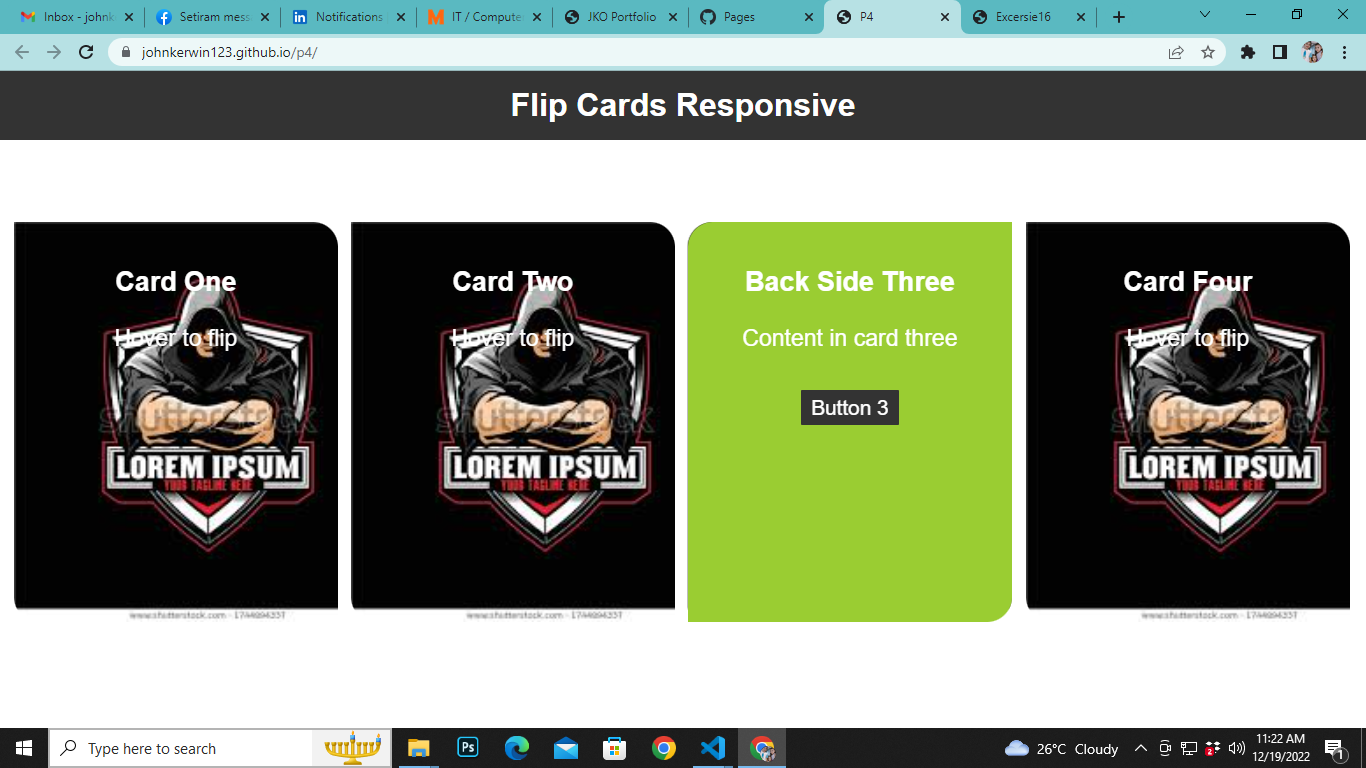 Inbox - johnk
Setiram mess
Notifications
IT / Compute
JKO Portfolio
Pages
P4
Excersie16
johnkerwin123.github.io/p4/
Flip Cards Responsive
Card One
Hover to flip
shutterstock
LOREM IPSUM
YOUR TAGLINE HERE
Card Two
Hover to flip
shutterstock
LOREM IPSUM
YOUR TAGLINE HERE
Back Side Three
Content in card three
Button 3
Card Four
Hover to flip
shutterstock
LOREM IPSUM
YOUR TAGLINE HERE
www.shutterstock.com
www.shutterstock.com
www.shutterstock.com
Type here to search
Ps
2
26°C Cloudy
11:22 AM
12/19/2022
1